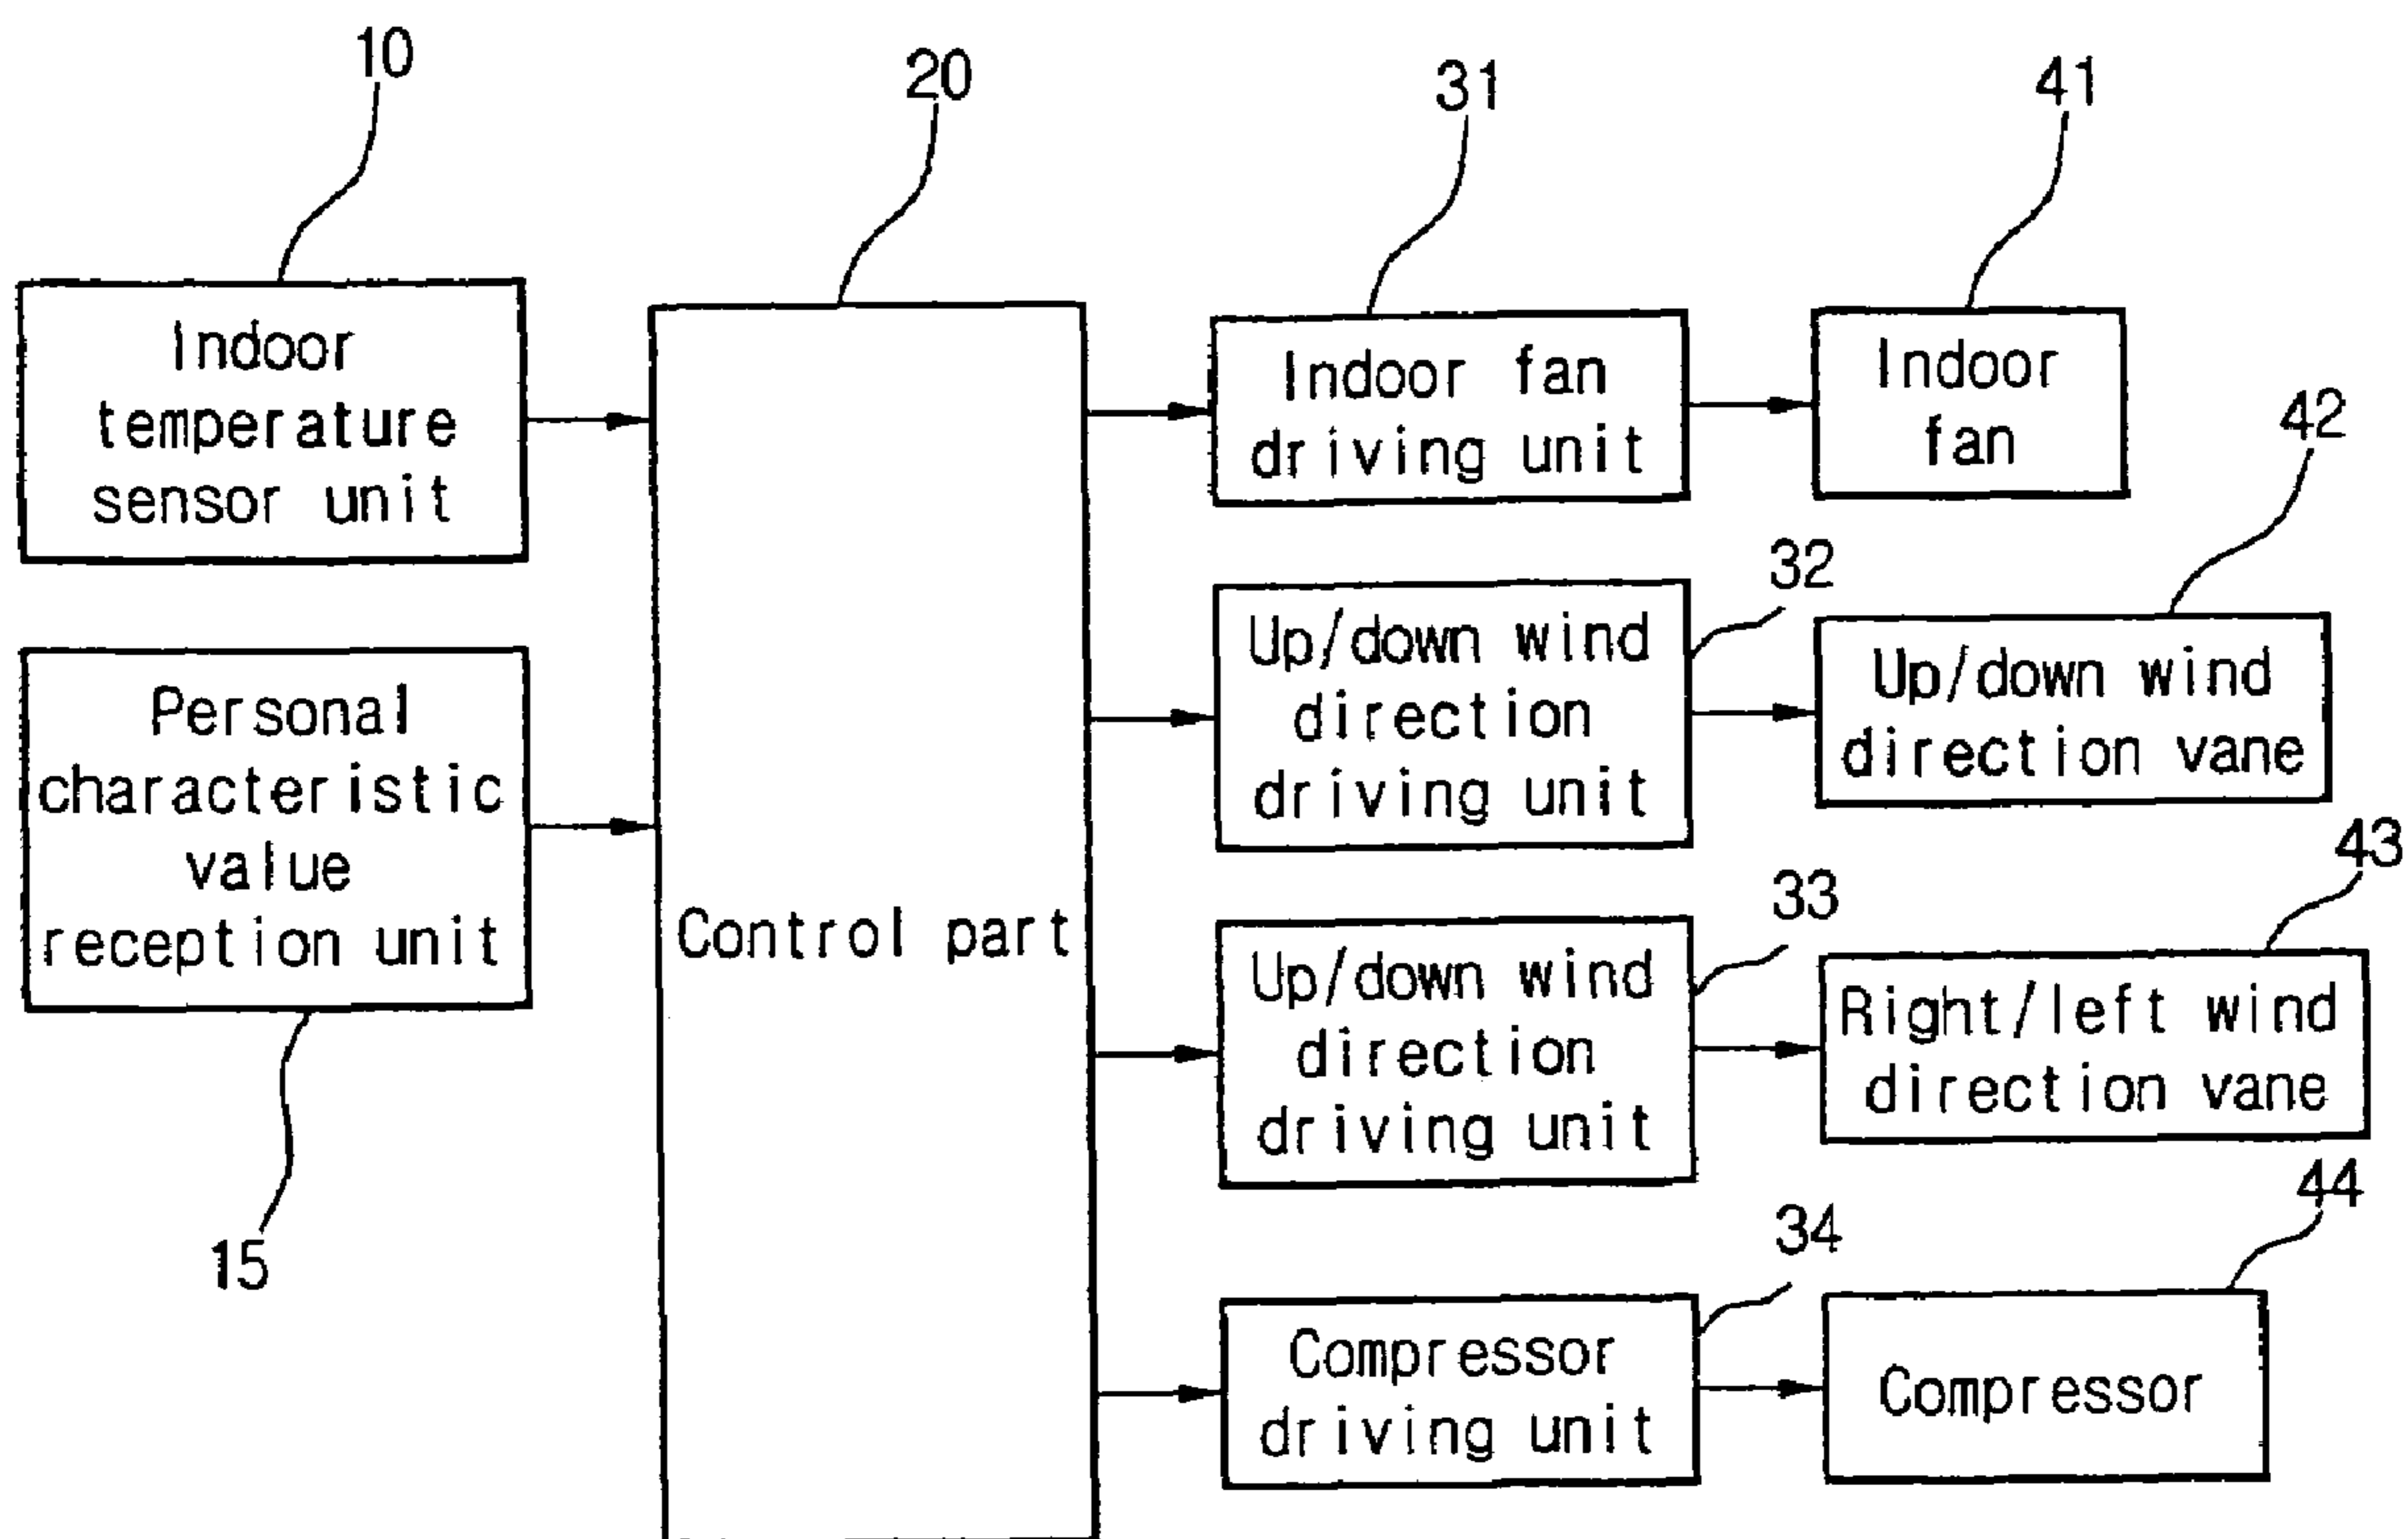 10
20
31
41
Indoor
temperature
sensor unit
Indoor fan
driving unit
Indoor
fan
42
32
Personal
characteristic
value
reception unit
15
Control part
Up/down wind
direction
driving unit
Up/down wind
direction vane
33
43
Up/down wind
direction
driving unit
Right/left wind
direction vane
34
44
Compressor
driving unit
Compressor